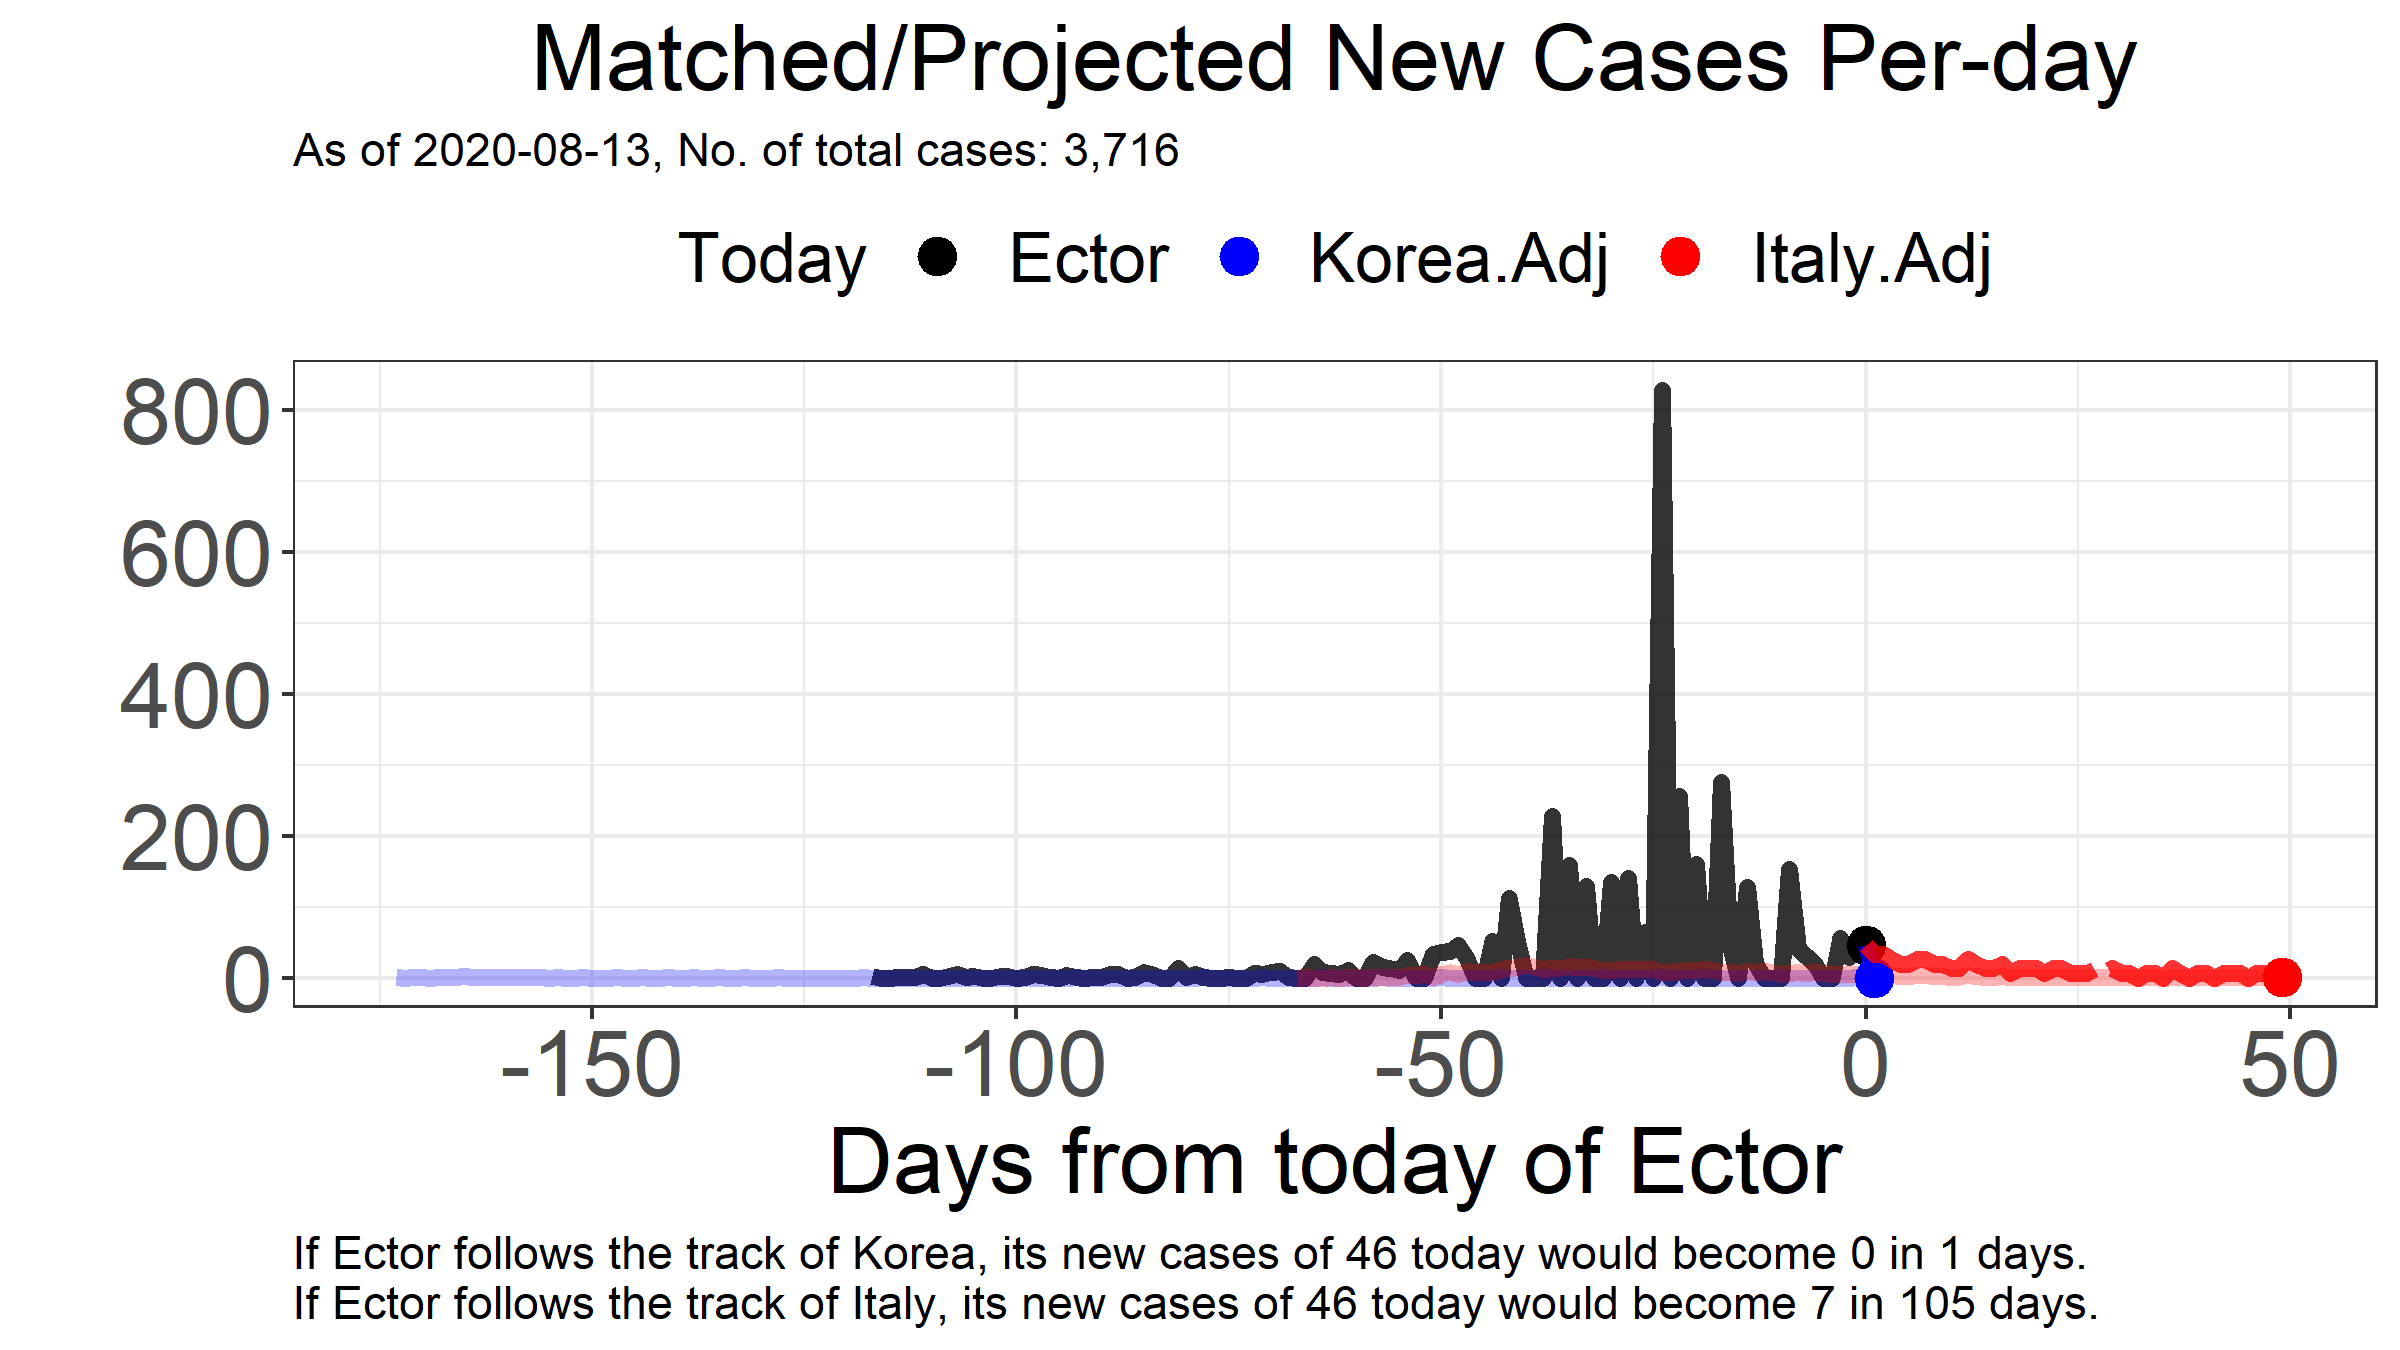 Matched/Projected New Cases Per-day
As of 2020-08-13, No. of total cases: 3,716
Today Ector Korea.Adj Italy.Adj
800
600
400
200
0
-150 -100 -50 0 50
Days from today of Ector
If Ector follows the track of Korea, its new cases of 46 today would become 0 in 1 days.
If Ector follows the track of Italy, its new cases of 46 today would become 7 in 105 days.